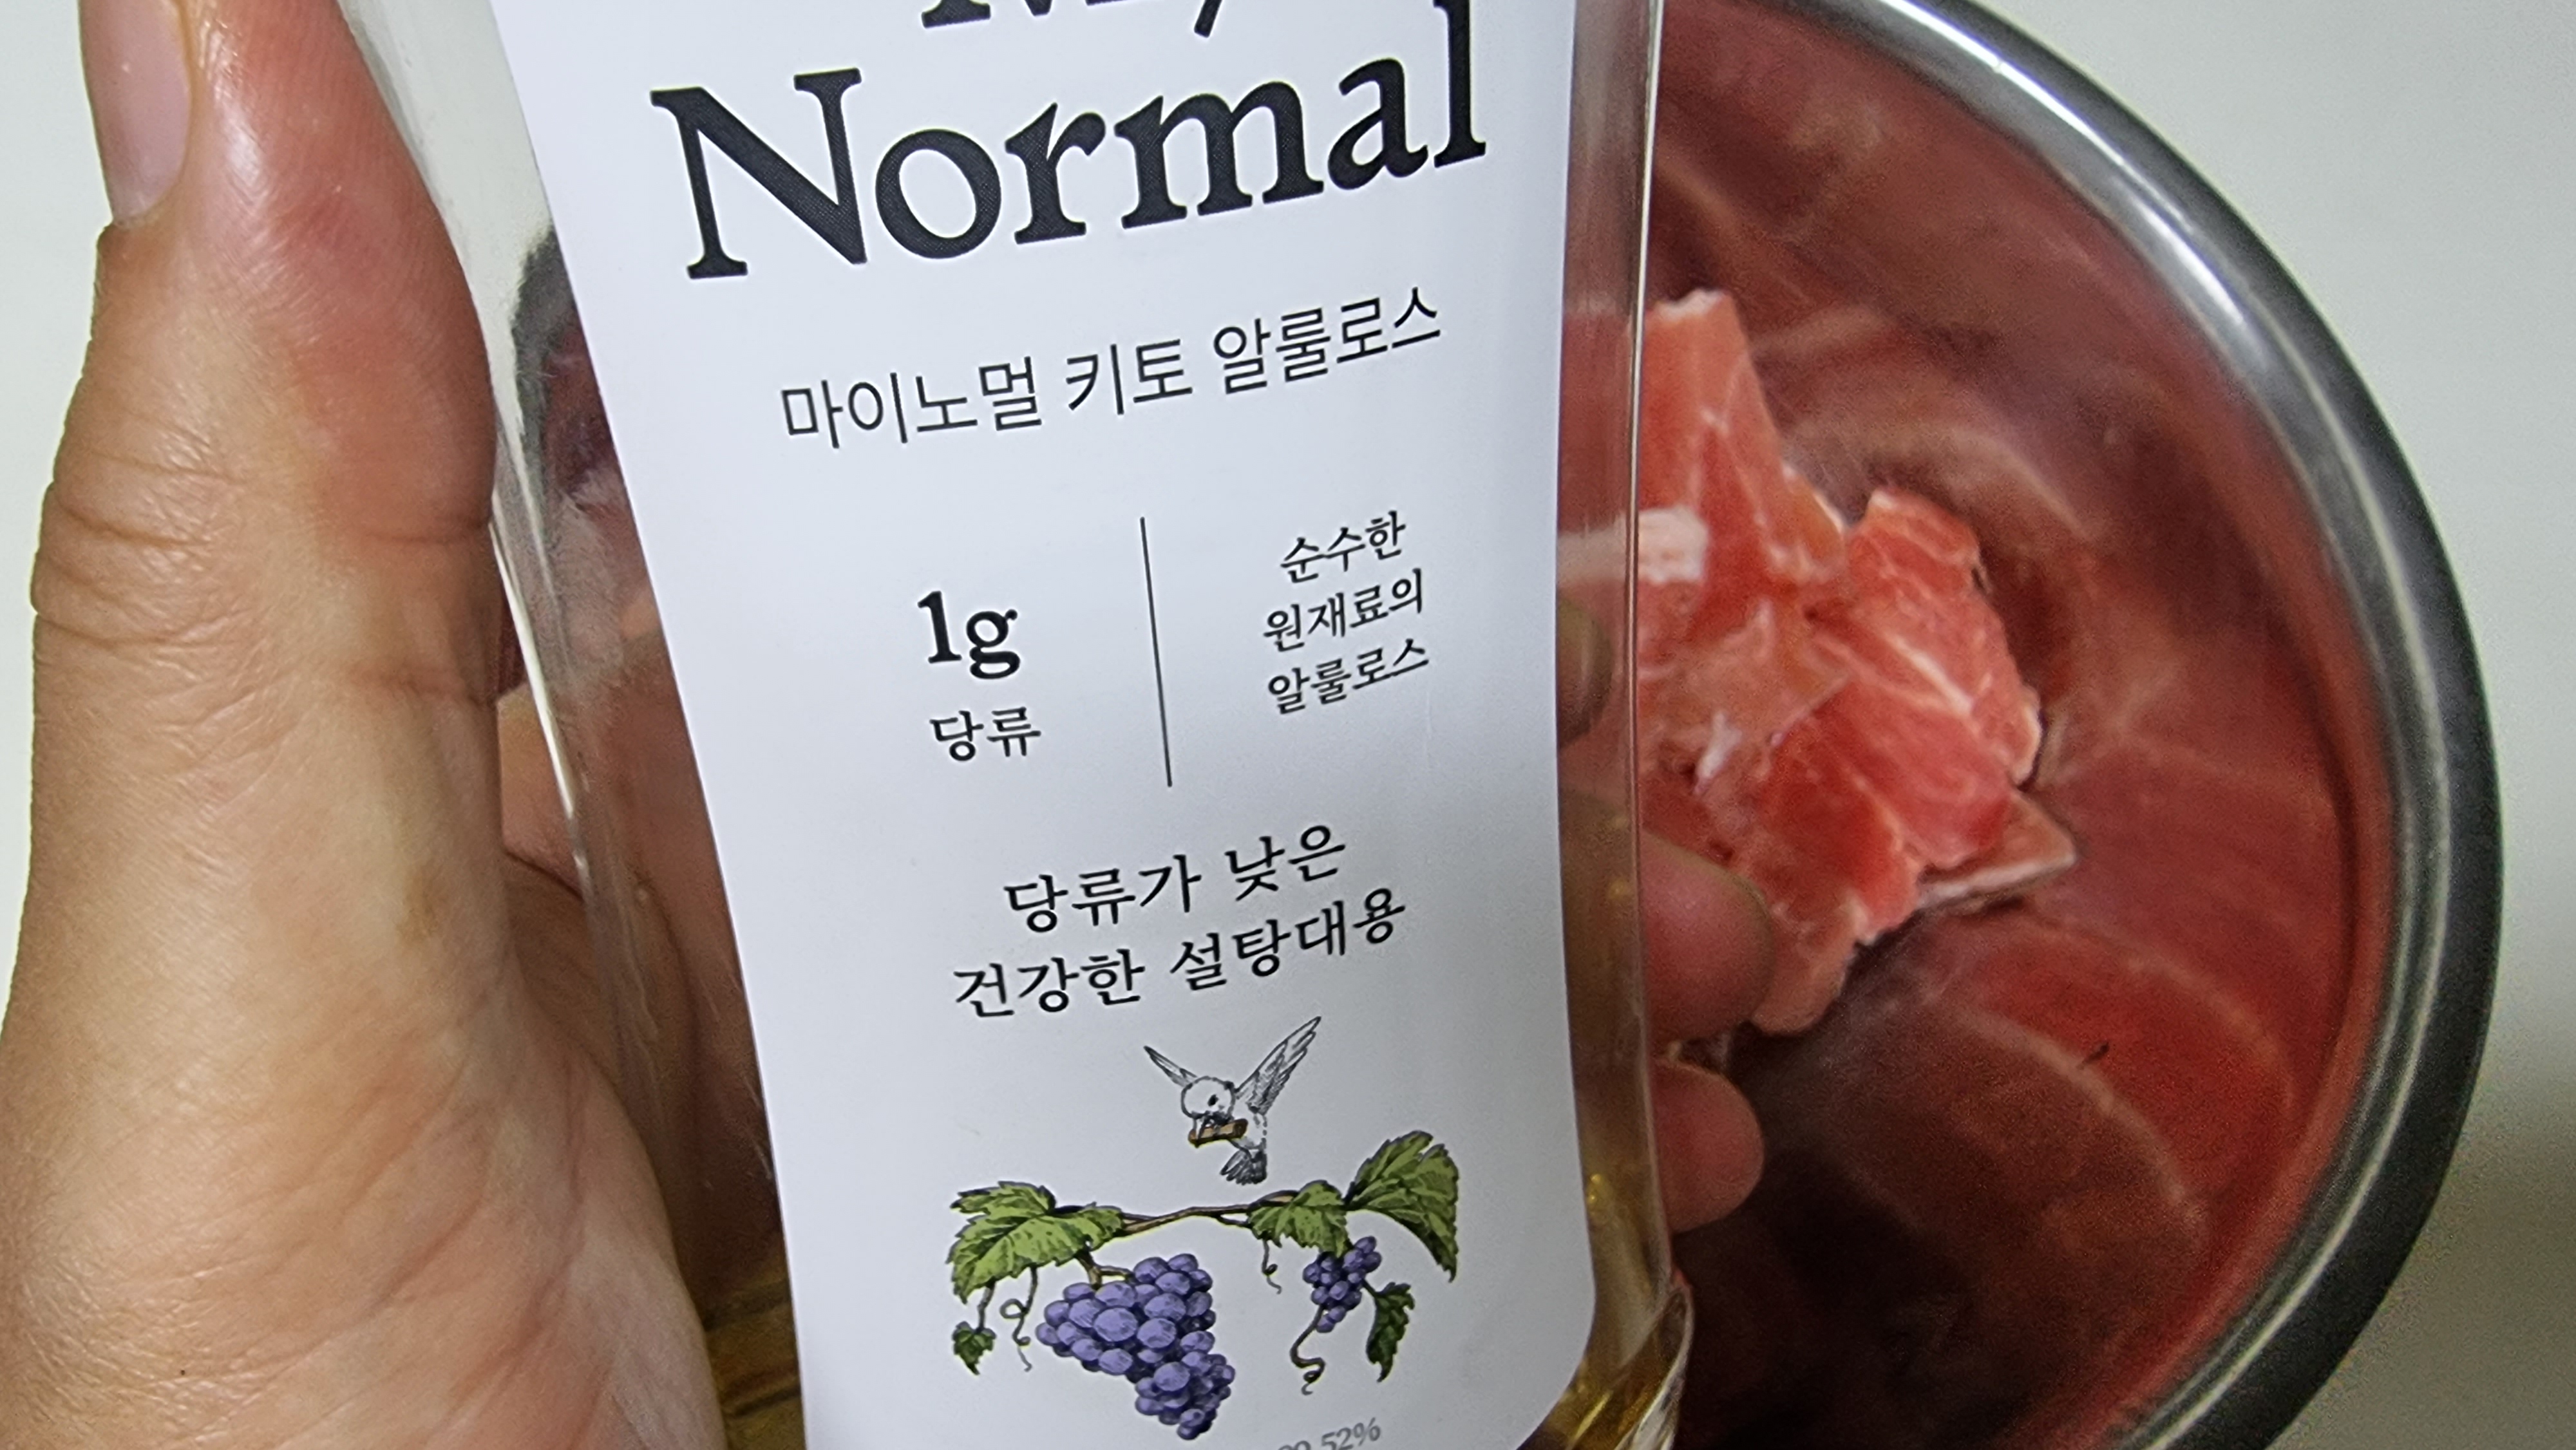 Normal
마이노멀 키토 알룰로스
1g
당류
순수한
원재료의
알룰로스
당류가 낮은
건강한 설탕대용